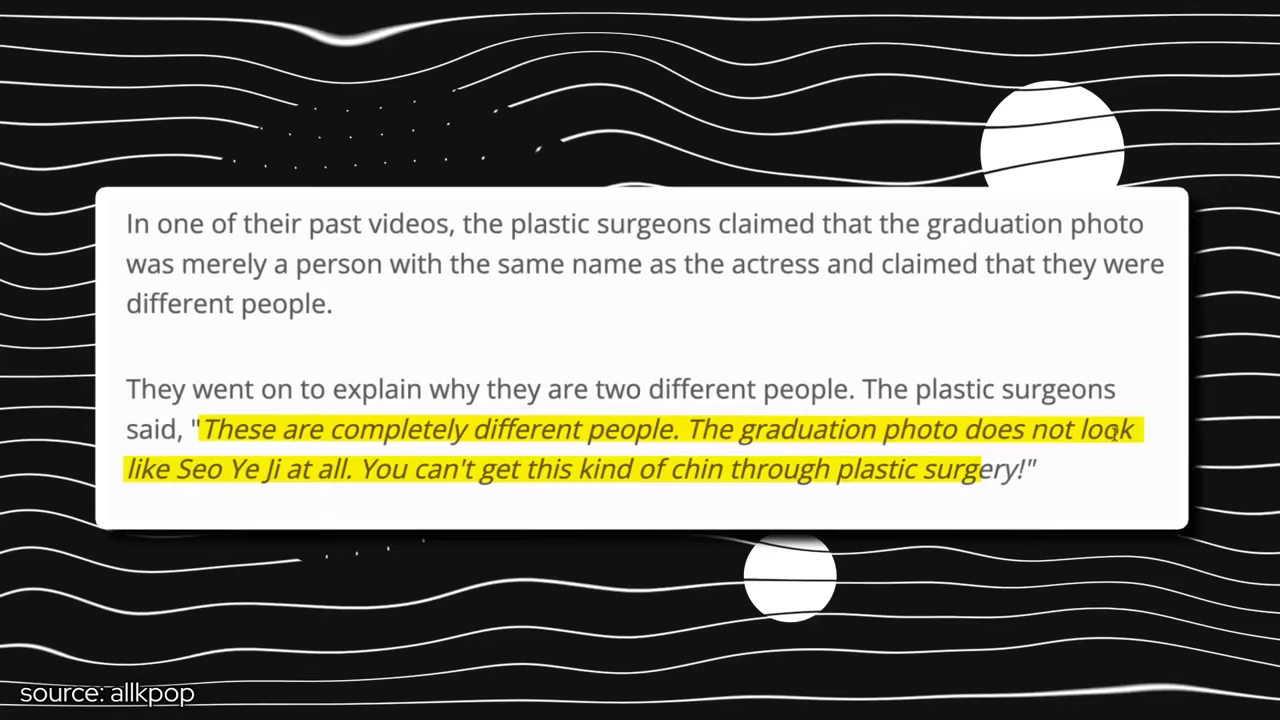 In one of their past videos, the plastic surgeons claimed that the graduation photo
was merely a person with the same name as the actress and claimed that they were
different people.
They went on to explain why they are two different people. The plastic surgeons
said, "These are completely different people. The graduation photo does not look
like Seo Ye Ji at all. You can't get this kind of chin through plastic surgery!"
source: allkpop